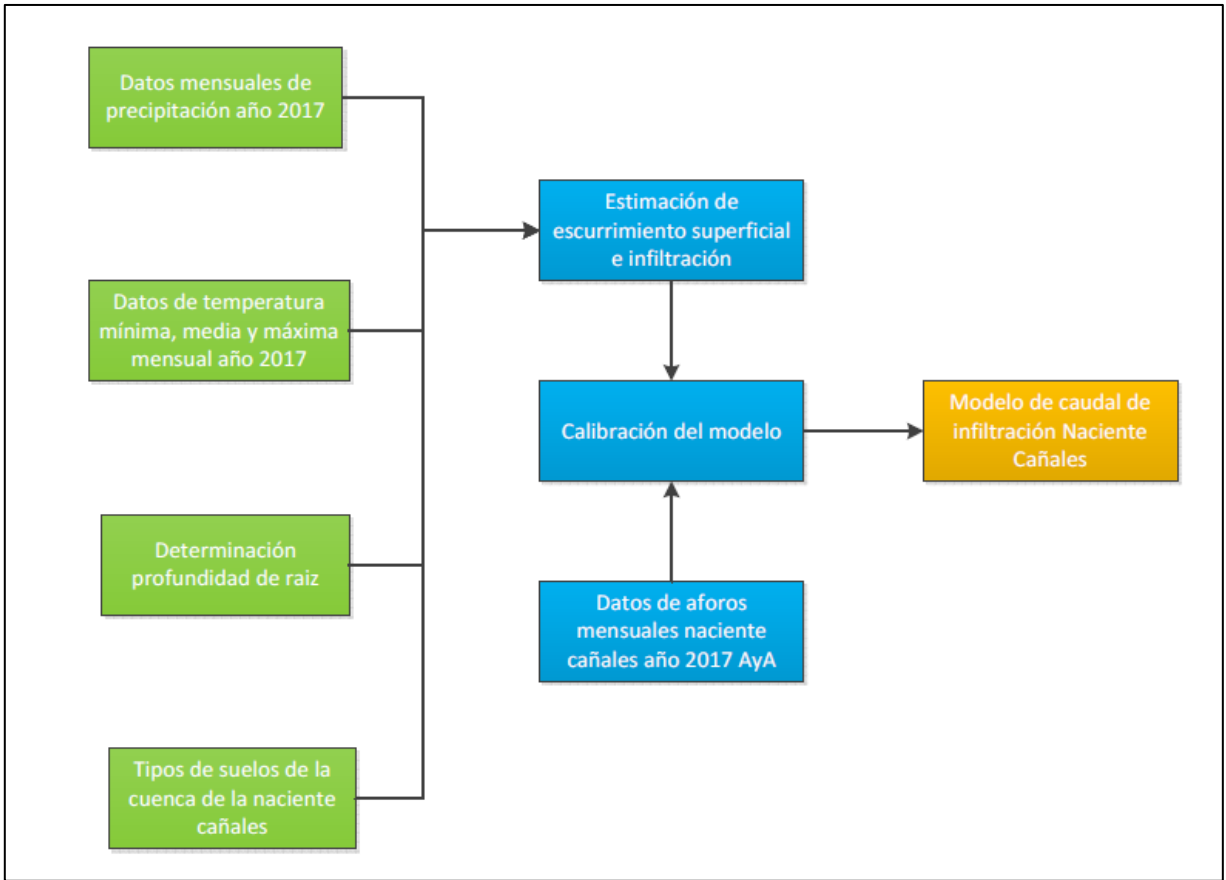 Datos mensuales de
precipitación año 2017
Datos de temperatura
mínima, media y máxima
mensual año 2017
Determinación
profundidad de raiz
Tipos de suelos de la
cuenca de la naciente
cañales
Estimación de
escurrimiento superficial
e infiltración
Calibración del modelo
Datos de aforos
mensuales naciente
cañales año 2017 AyA
Modelo de caudal de
infiltración Naciente
Cañales